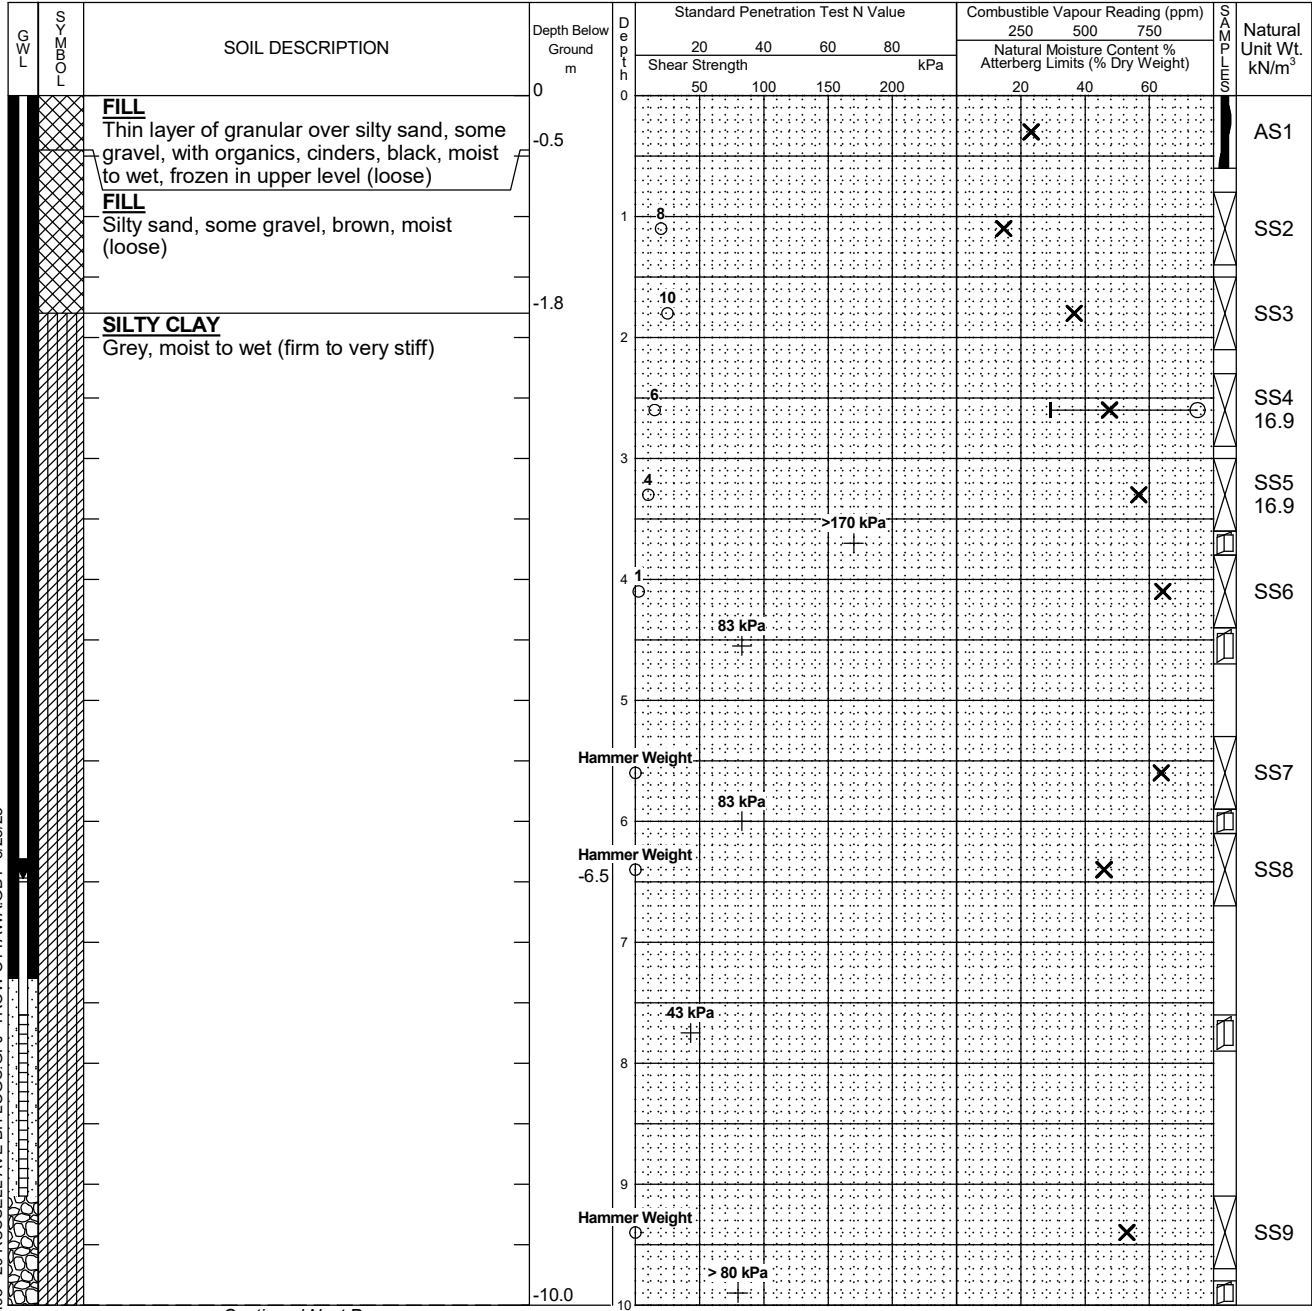 GWL
SYMBOL
SOIL DESCRIPTION
Depth Below
Ground
m
Depth
Standard Penetration Test N Value
20 40 60 80
Shear Strength kPa
50 100 150 200
Combustible Vapour Reading (ppm)
250 500 750
Natural Moisture Content %
Atterberg Limits (% Dry Weight)
20 40 60
SAMPLES
Natural
Unit Wt.
kN/m³
0
0
FILL
Thin layer of granular over silty sand, some
gravel, with organics, cinders, black, moist
to wet, frozen in upper level (loose)
-0.5
AS1
FILL
Silty sand, some gravel, brown, moist
(loose)
8
1
SS2
-1.8
10
SS3
SILTY CLAY
Grey, moist to wet (firm to very stiff)
2
6
SS4
16.9
3
4
SS5
16.9
>170 kPa
4
1
SS6
83 kPa
5
Hammer Weight
SS7
83 kPa
6
Hammer Weight
-6.5
SS8
7
43 kPa
8
9
Hammer Weight
SS9
> 80 kPa
-10.0
10